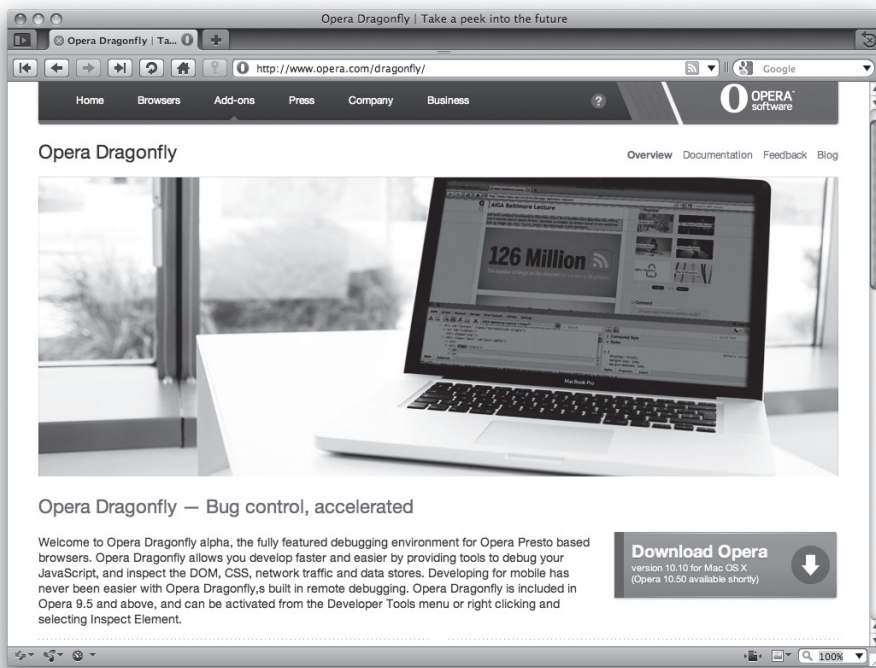 Opera Dragonfly | Take a peek into the future
Opera Dragonfly | Ta...
http://www.opera.com/dragonfly/
Google
Home Browsers Add-ons Press Company Business ?
OPERA software
Opera Dragonfly
Overview Documentation Feedback Blog
AIGA Baltimore Lecture
126 Million
Connect
MacBook Pro
Opera Dragonfly — Bug control, accelerated
Welcome to Opera Dragonfly alpha, the fully featured debugging environment for Opera Presto based
browsers. Opera Dragonfly allows you develop faster and easier by providing tools to debug your
JavaScript, and inspect the DOM, CSS, network traffic and data stores. Developing for mobile has
never been easier with Opera Dragonfly,s built in remote debugging. Opera Dragonfly is included in
Opera 9.5 and above, and can be activated from the Developer Tools menu or right clicking and
selecting Inspect Element.
Download Opera
version 10.10 for Mac OS X
(Opera 10.50 available shortly)
100%